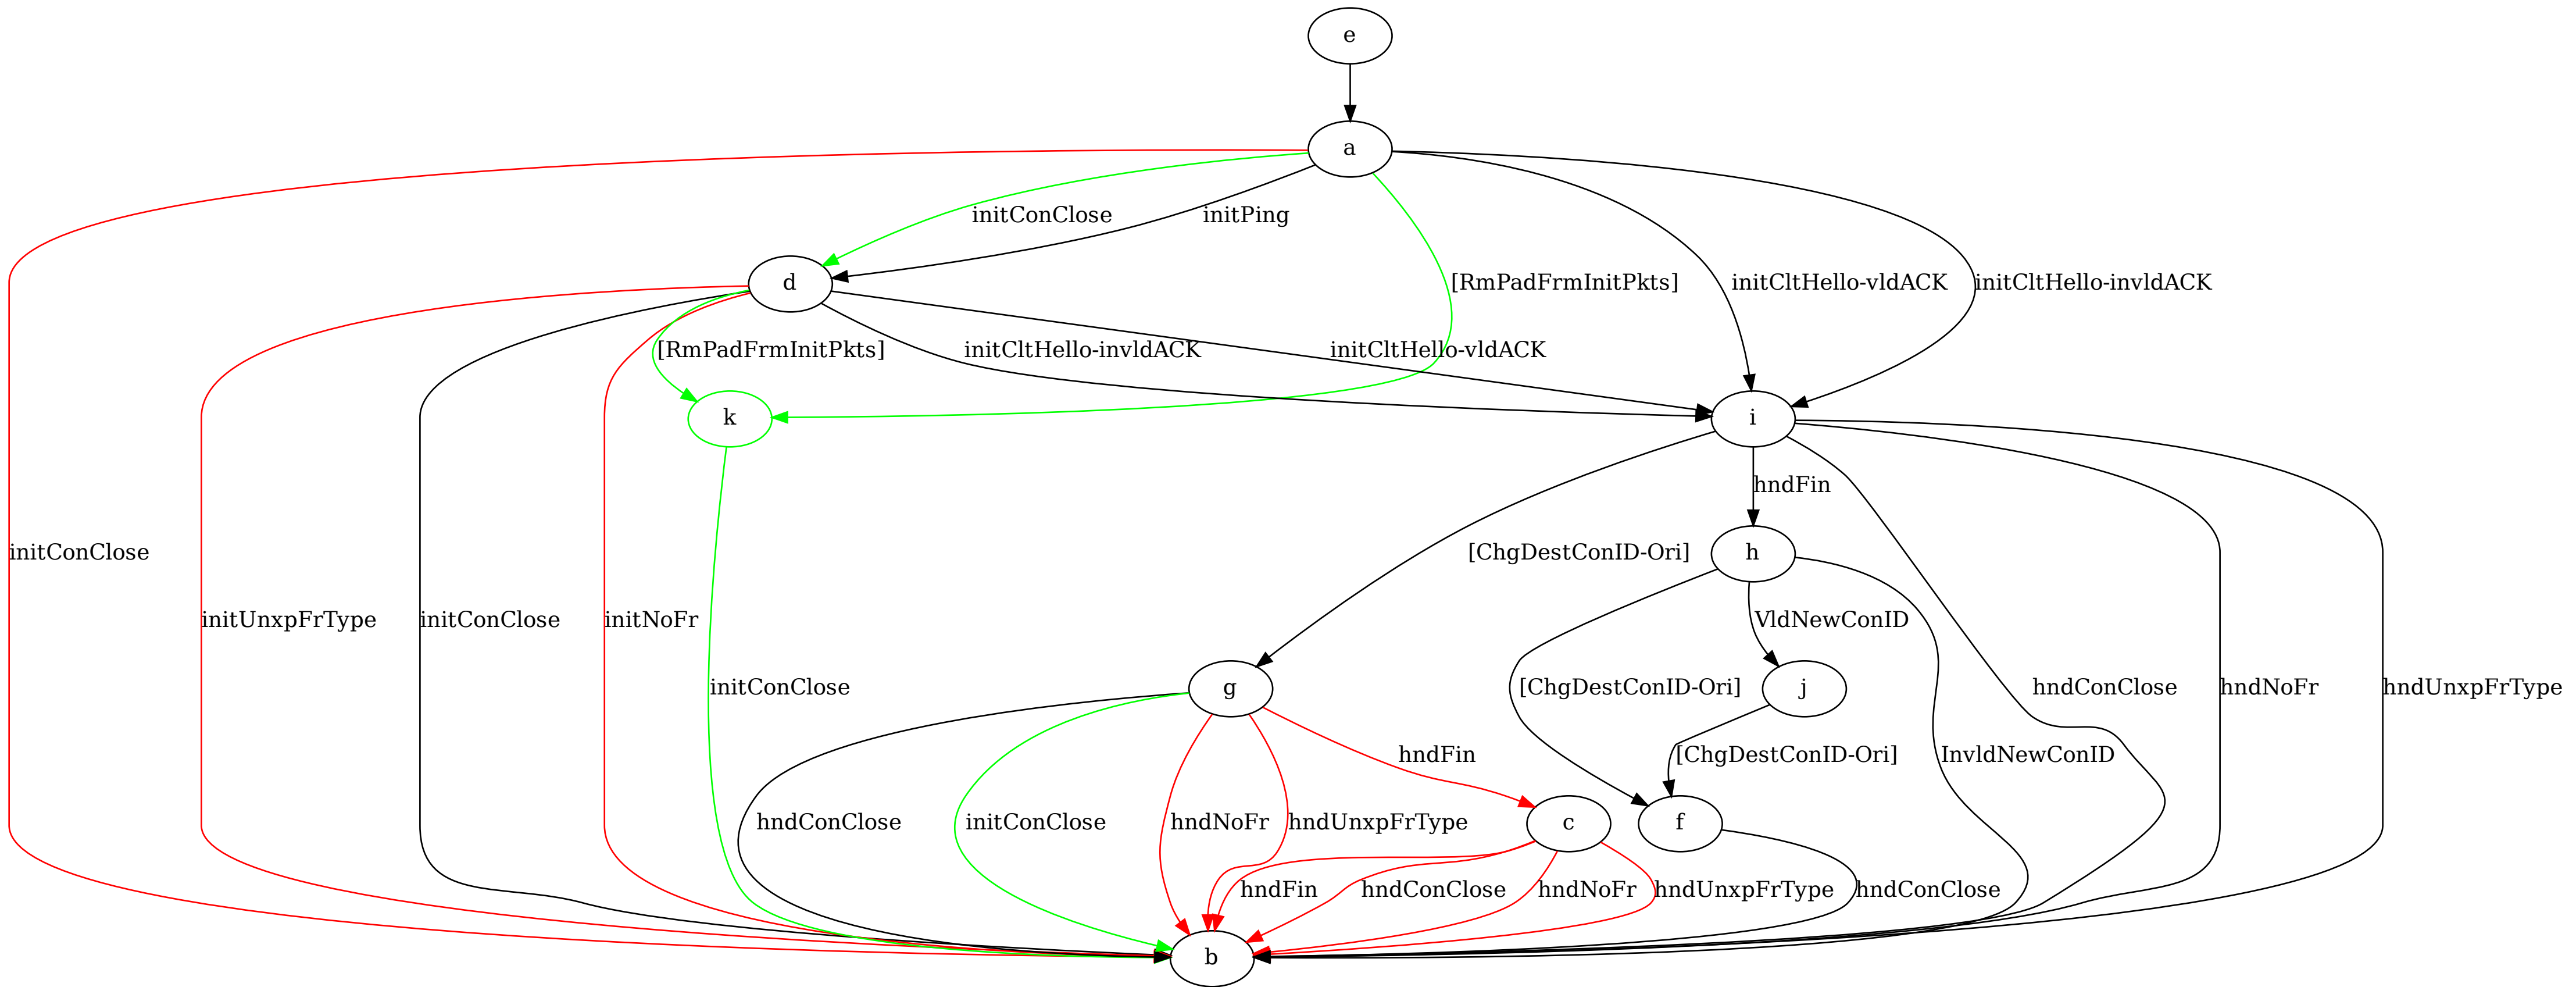 e
a
initConClose
initPing
d
[RmPadFrmInitPkts]
initCltHello-vldACK
initCltHello-invldACK
[RmPadFrmInitPkts]
initCltHello-invldACK
initCltHello-vldACK
k
i
hndFin
initConClose
[ChgDestConID-Ori]
h
initUnxpFrType
initConClose
initNoFr
VldNewConID
initConClose
g
[ChgDestConID-Ori]
j
hndConClose
hndNoFr
hndUnxpFrType
hndFin
[ChgDestConID-Ori]
InvldNewConID
hndConClose
initConClose
hndNoFr
hndUnxpFrType
c
f
hndFin
hndConClose
hndNoFr
hndUnxpFrType
hndConClose
b